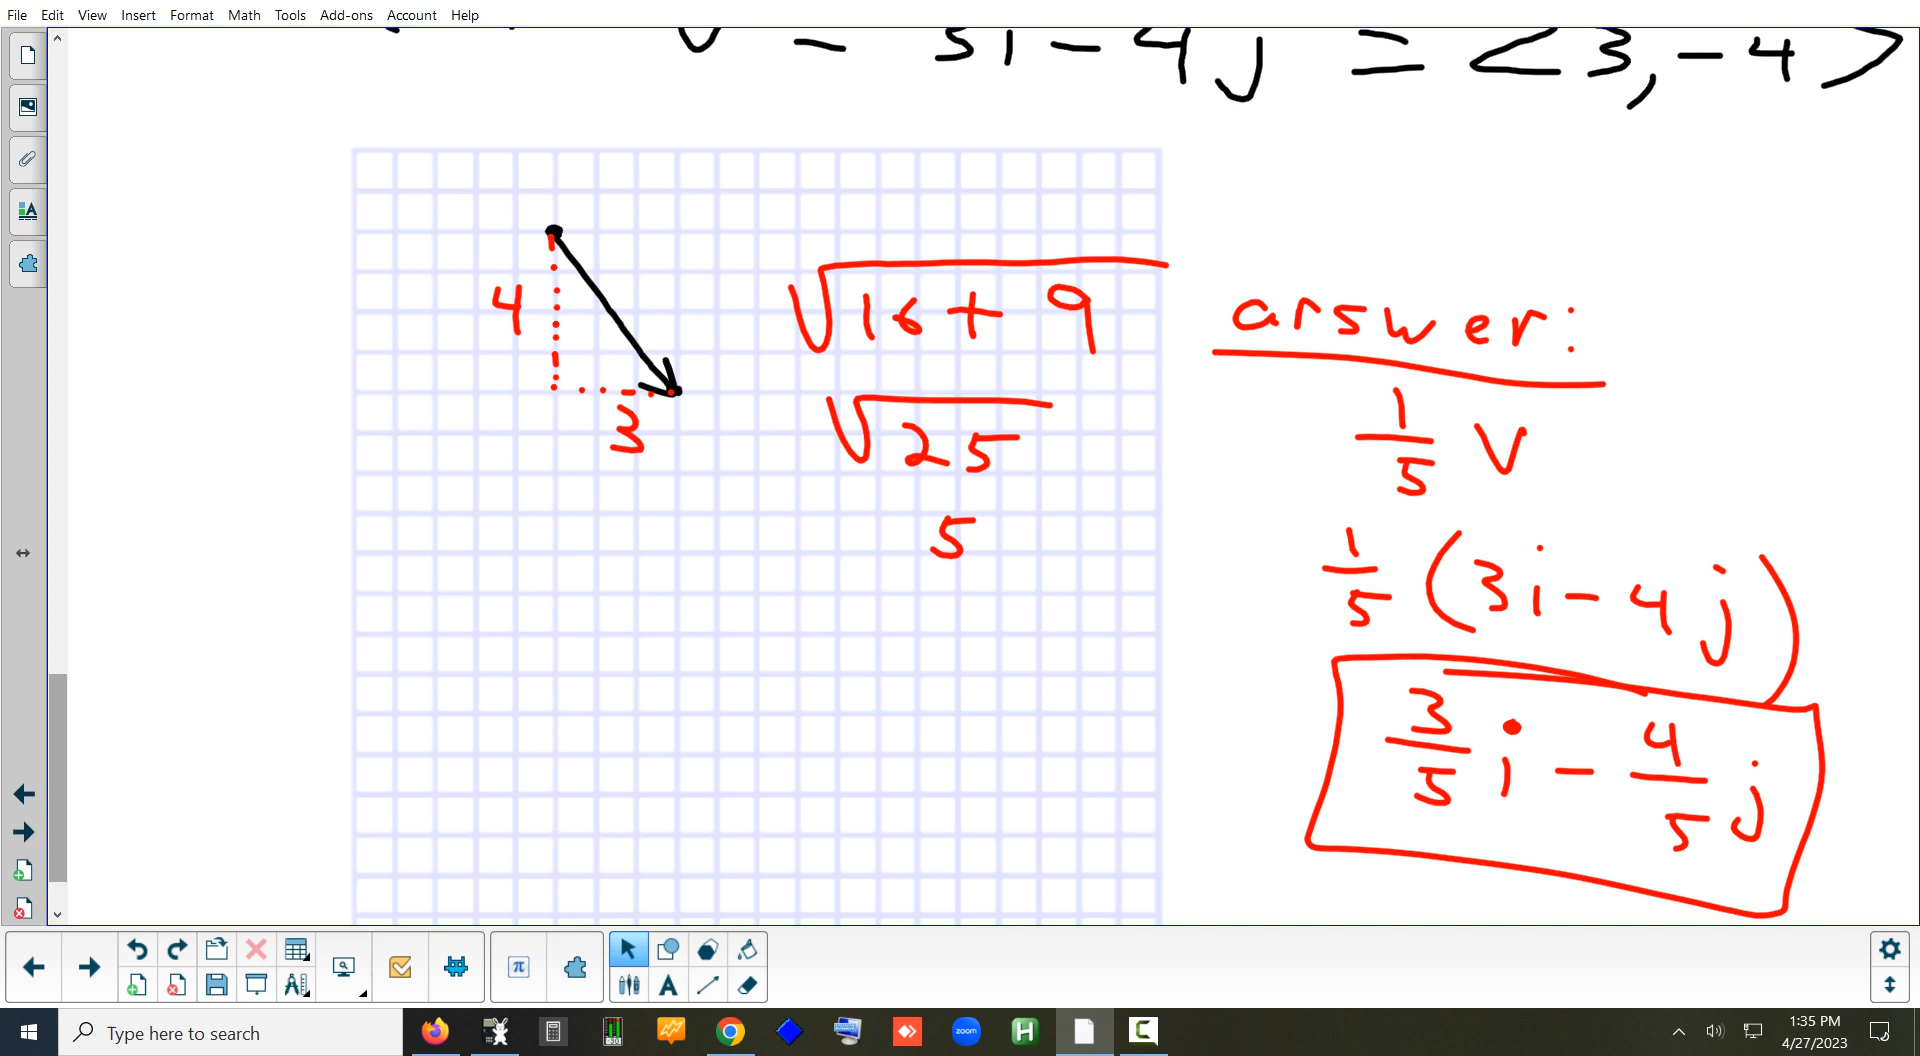 File Edit View Insert Format Math Tools Add-ons Account Help
v = 3i - 4j = <3, -4>
4
3
√16 + 9
√25
5
answer:
1/5 V
1/5 (3i - 4j)
3/5 i - 4/5 j
π
A
Type here to search
zoom
H
C
1:35 PM
4/27/2023